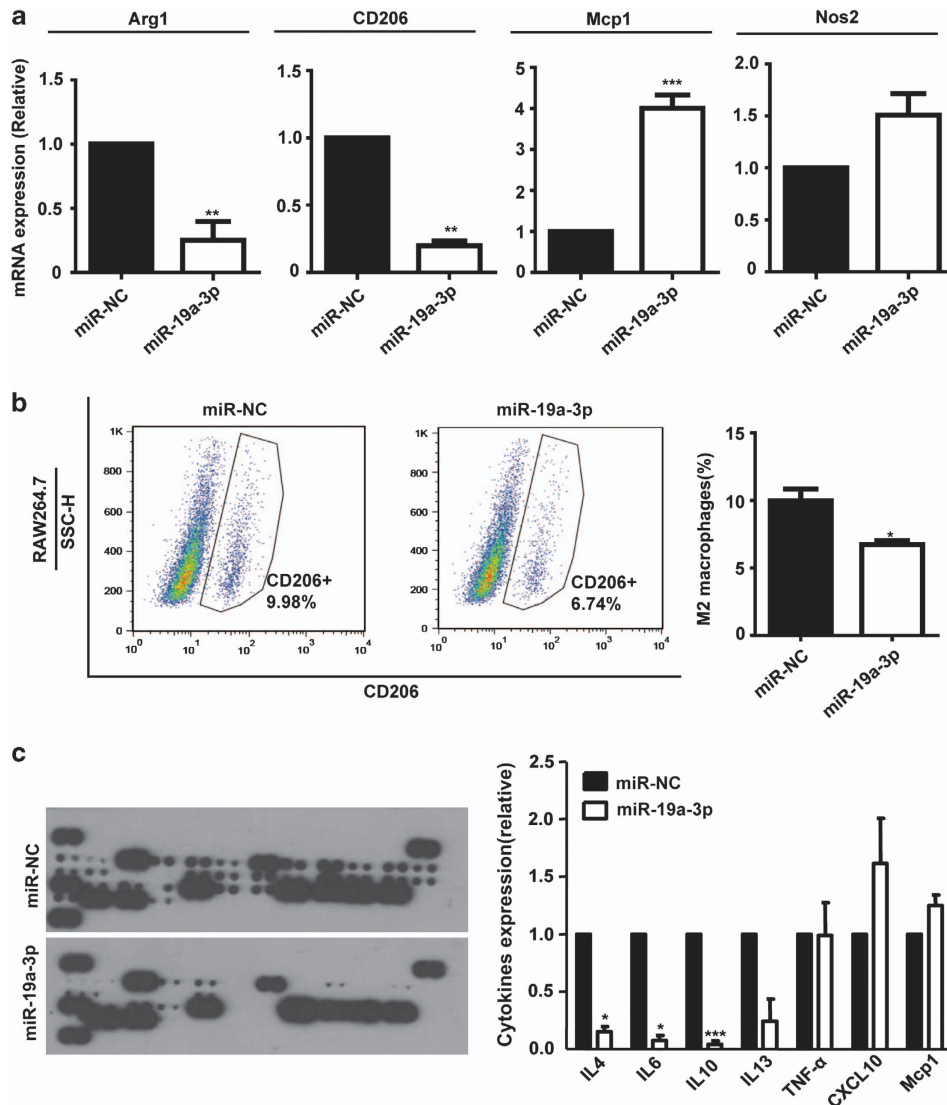 a
Arg1
CD206
Mcp1
Nos2
mRNA expression (Relative)
1.5
1.0
0.5
0
**
miR-NC
miR-19a-3p
1.5
1.0
0.5
0
**
miR-NC
miR-19a-3p
5
4
3
2
1
0
***
miR-NC
miR-19a-3p
2.0
1.5
1.0
0.5
0
miR-NC
miR-19a-3p
b
RAW264.7
SSC-H
miR-NC
1K
800
600
400
200
0
CD206+
9.98%
10^0 10^1 10^2 10^3 10^4
miR-19a-3p
1K
800
600
400
200
0
CD206+
6.74%
10^0 10^1 10^2 10^3 10^4
CD206
M2 macrophages(%)
15
10
5
0
*
miR-NC
miR-19a-3p
c
miR-NC
miR-19a-3p
Cytokines expression(relative)
2.5
2.0
1.5
1.0
0.5
0.0
miR-NC
miR-19a-3p
* * ***
IL4 IL6 IL10 IL13 TNF-α CXCL10 Mcp1